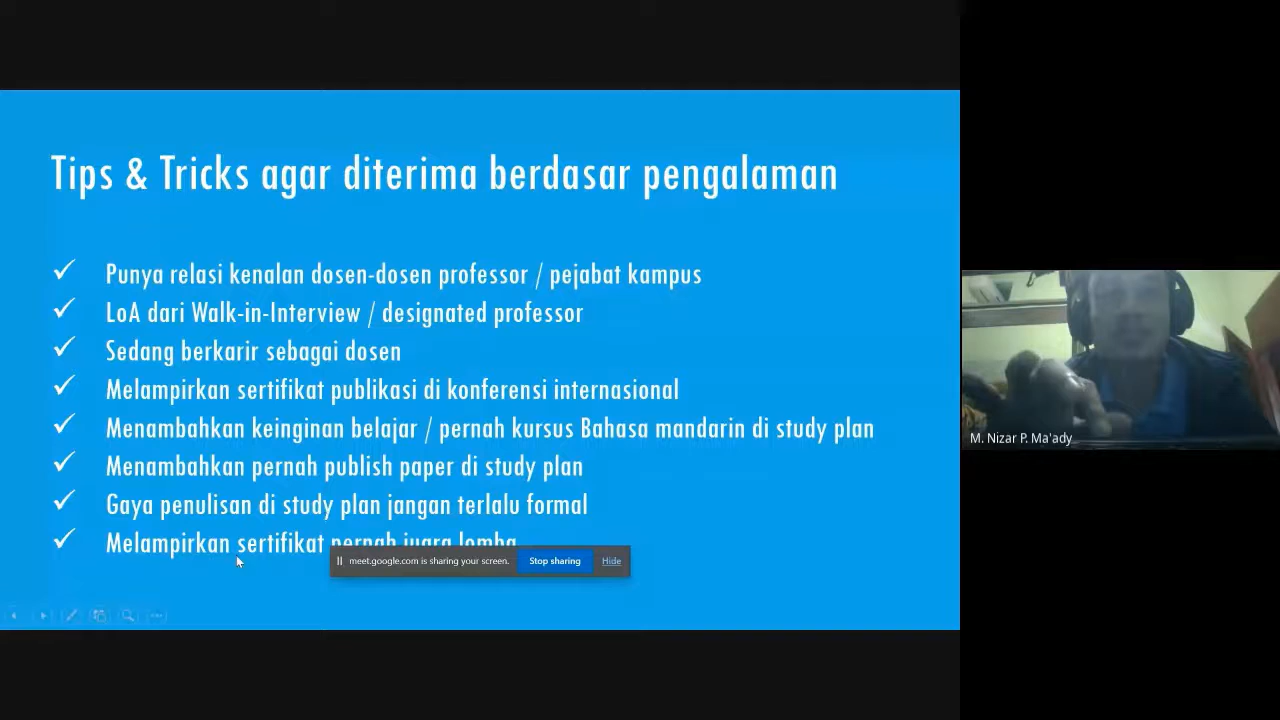 Tips & Tricks agar diterima berdasar pengalaman
Punya relasi kenalan dosen-dosen professor / pejabat kampus
LoA dari Walk-in-Interview / designated professor
Sedang berkarir sebagai dosen
Melampirkan sertifikat publikasi di konferensi internasional
Menambahkan keinginan belajar / pernah kursus Bahasa mandarin di study plan
Menambahkan pernah publish paper di study plan
Gaya penulisan di study plan jangan terlalu formal
Melampirkan sertifikat pernah juara lomba
meet.google.com is sharing your screen. Stop sharing Hide
M. Nizar P. Ma'ady